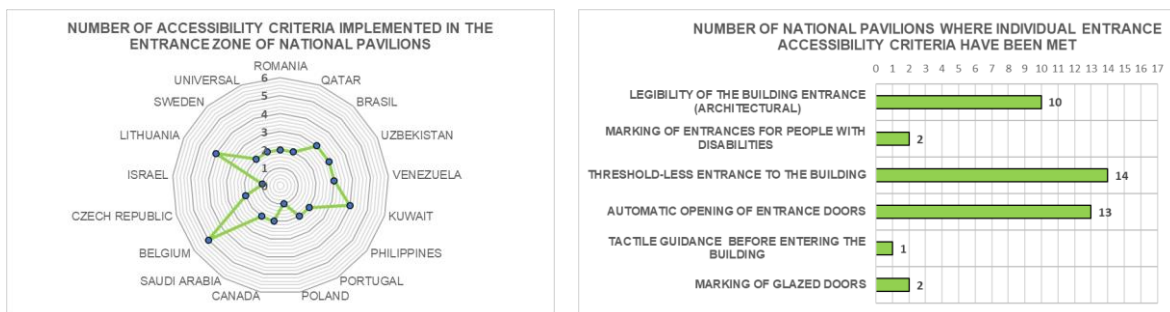 NUMBER OF ACCESSIBILITY CRITERIA IMPLEMENTED IN THE
ENTRANCE ZONE OF NATIONAL PAVILIONS
ROMANIA
UNIVERSAL
QATAR
SWEDEN
BRASIL
LITHUANIA
UZBEKISTAN
ISRAEL
VENEZUELA
CZECH REPUBLIC
KUWAIT
BELGIUM
PHILIPPINES
SAUDI ARABIA
PORTUGAL
CANADA
POLAND
6
5
4
3
2
1
0
NUMBER OF NATIONAL PAVILIONS WHERE INDIVIDUAL ENTRANCE
ACCESSIBILITY CRITERIA HAVE BEEN MET
0 1 2 3 4 5 6 7 8 9 10 11 12 13 14 15 16 17
LEGIBILITY OF THE BUILDING ENTRANCE
(ARCHITECTURAL)
10
MARKING OF ENTRANCES FOR PEOPLE WITH
DISABILITIES
2
THRESHOLD-LESS ENTRANCE TO THE BUILDING
14
AUTOMATIC OPENING OF ENTRANCE DOORS
13
TACTILE GUIDANCE BEFORE ENTERING THE
BUILDING
1
MARKING OF GLAZED DOORS
2